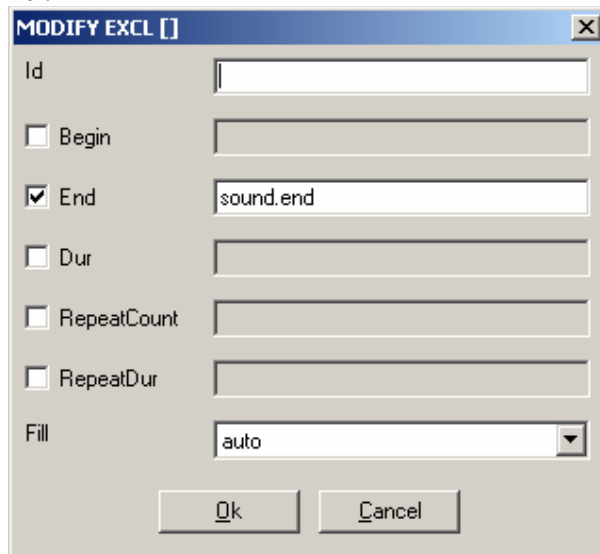 MODIFY EXCL []
Id
Begin
End sound.end
Dur
RepeatCount
RepeatDur
Fill auto
Ok Cancel